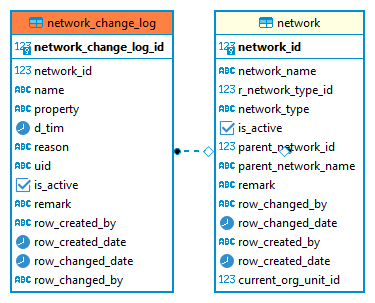 network_change_log
123 network_change_log_id
123 network_id
ABC name
ABC property
d_tim
ABC reason
ABC uid
is_active
ABC remark
ABC row_created_by
row_created_date
row_changed_date
ABC row_changed_by
network
123 network_id
ABC network_name
123 r_network_type_id
ABC network_type
is_active
123 parent_network_id
ABC parent_network_name
ABC remark
ABC row_changed_by
row_changed_date
ABC row_created_by
row_created_date
123 current_org_unit_id